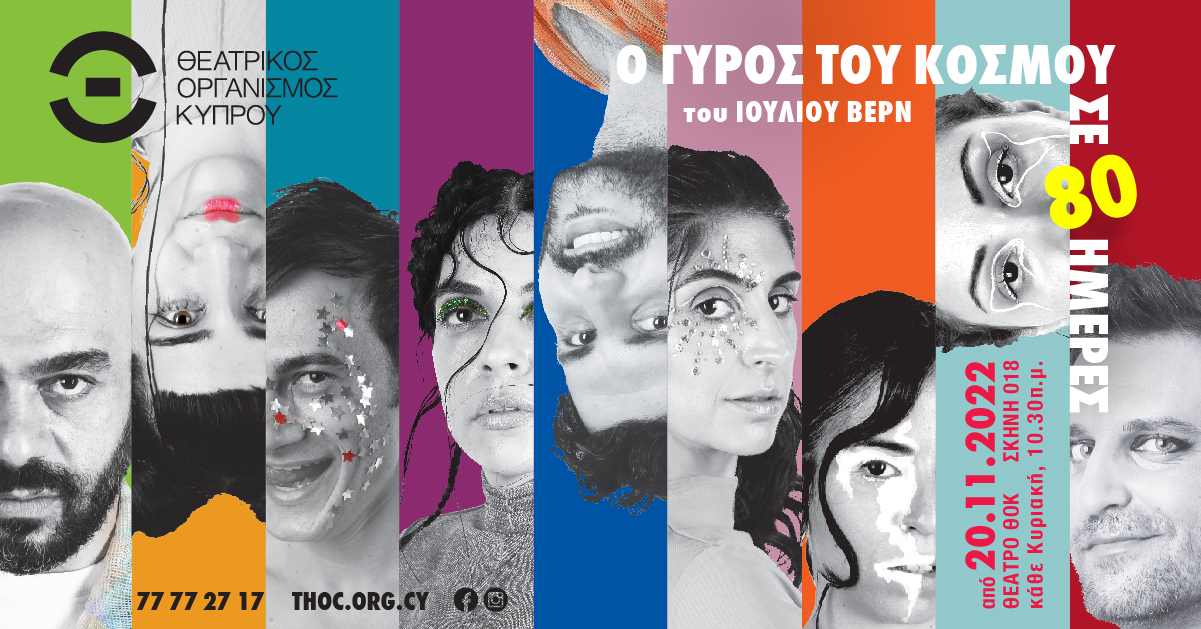 ΘΕΑΤΡΙΚΟΣ
ΟΡΓΑΝΙΣΜΟΣ
ΚΥΠΡΟΥ
Ο ΓΥΡΟΣ ΤΟΥ ΚΟΣΜΟΥ
του ΙΟΥΛΙΟΥ ΒΕΡΝ
ΣΕ 80 ΗΜΕΡΕΣ
από 20.11.2022
ΘΕΑΤΡΟ ΘΟΚ ΣΚΗΝΗ 018
κάθε Κυριακή, 10.30π.μ.
77 77 27 17
THOC.ORG.CY